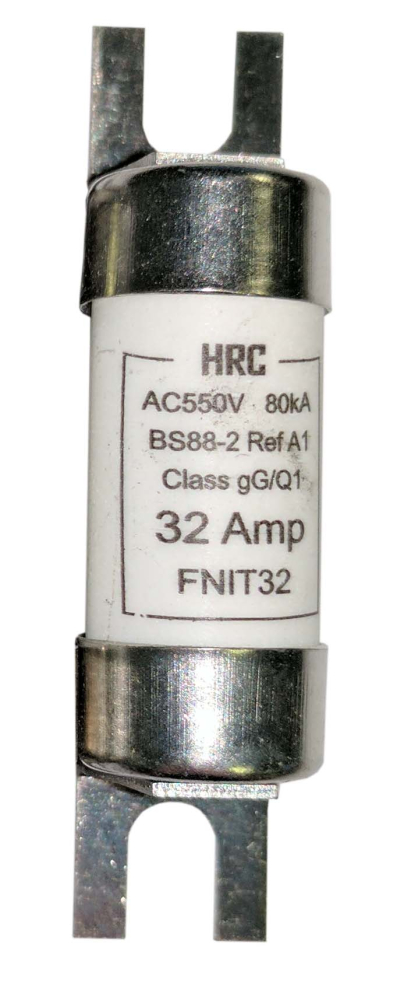 HRC
AC550V 80kA
BS88-2 Ref A1
Class gG/Q1
32 Amp
FNIT32